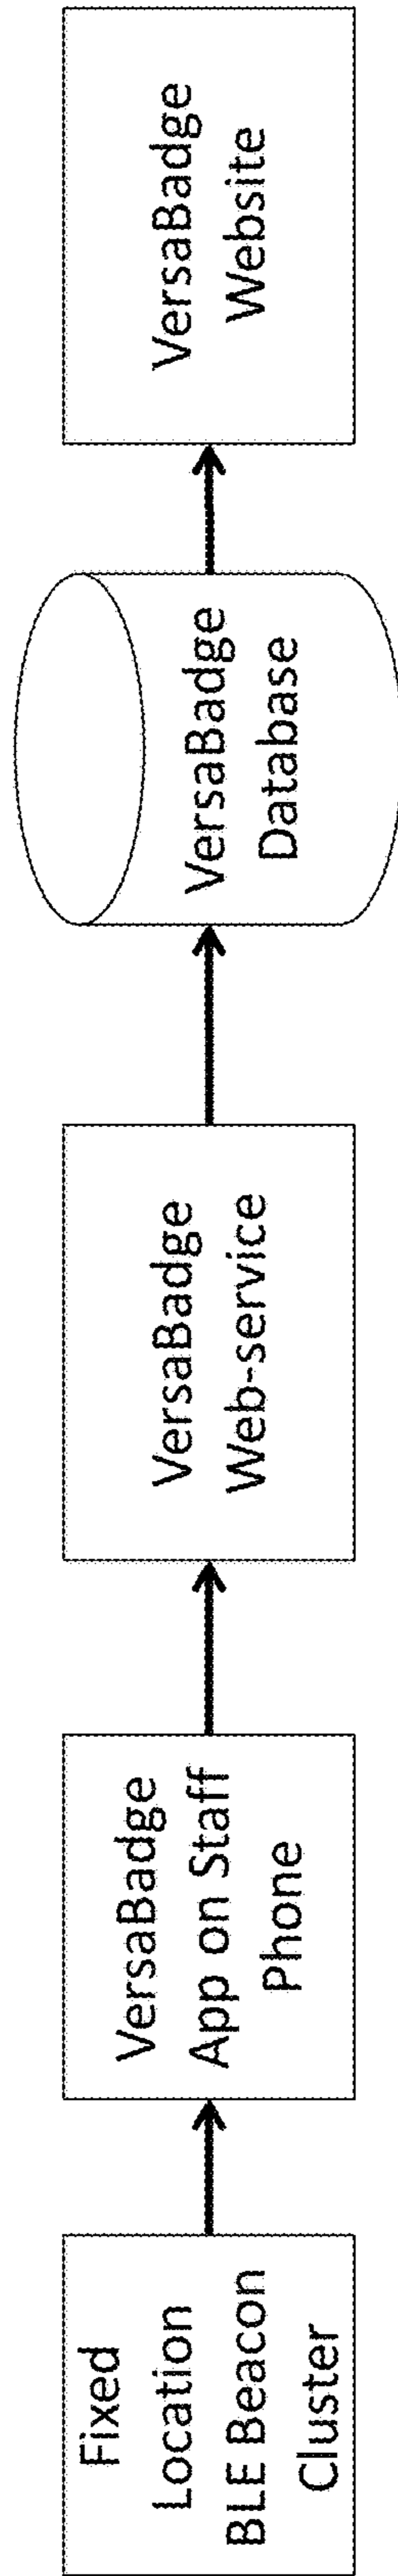 Fixed
Location
BLE Beacon
Cluster
VersaBadge
App on Staff
Phone
VersaBadge
Web-service
VersaBadge
Database
VersaBadge
Website